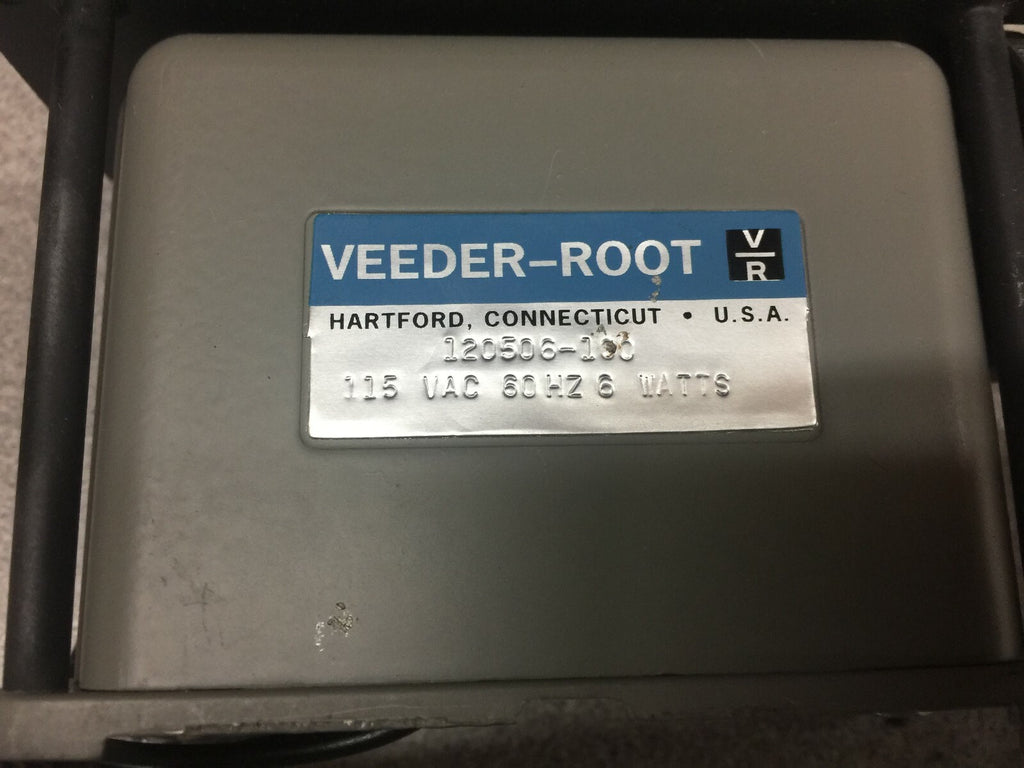 VEEDER-ROOT
V
R
HARTFORD, CONNECTICUT • U.S.A.
115 VAC 60HZ 6 WATTS